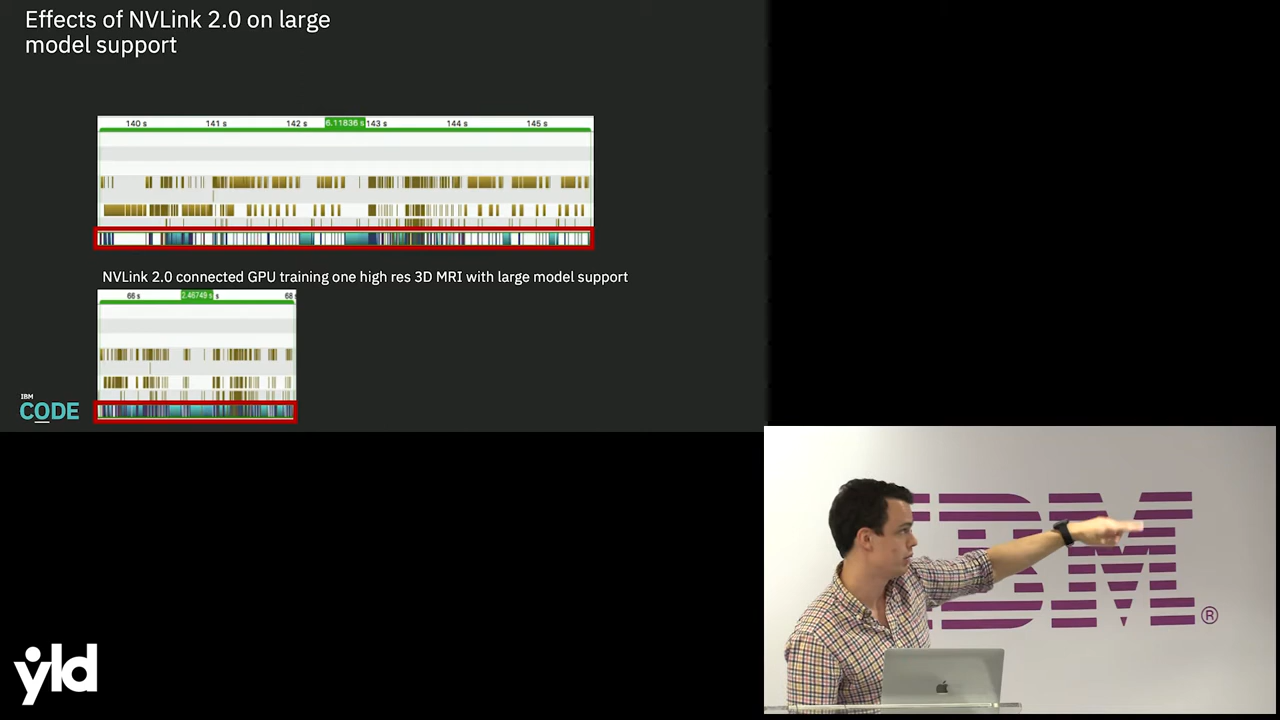 Effects of NVLink 2.0 on large
model support
140 s 141 s 142 s 6.11836 s 143 s 144 s 145 s
NVLink 2.0 connected GPU training one high res 3D MRI with large model support
66 s 2.46749 s s 68
IBM
CODE
IBM®
yld